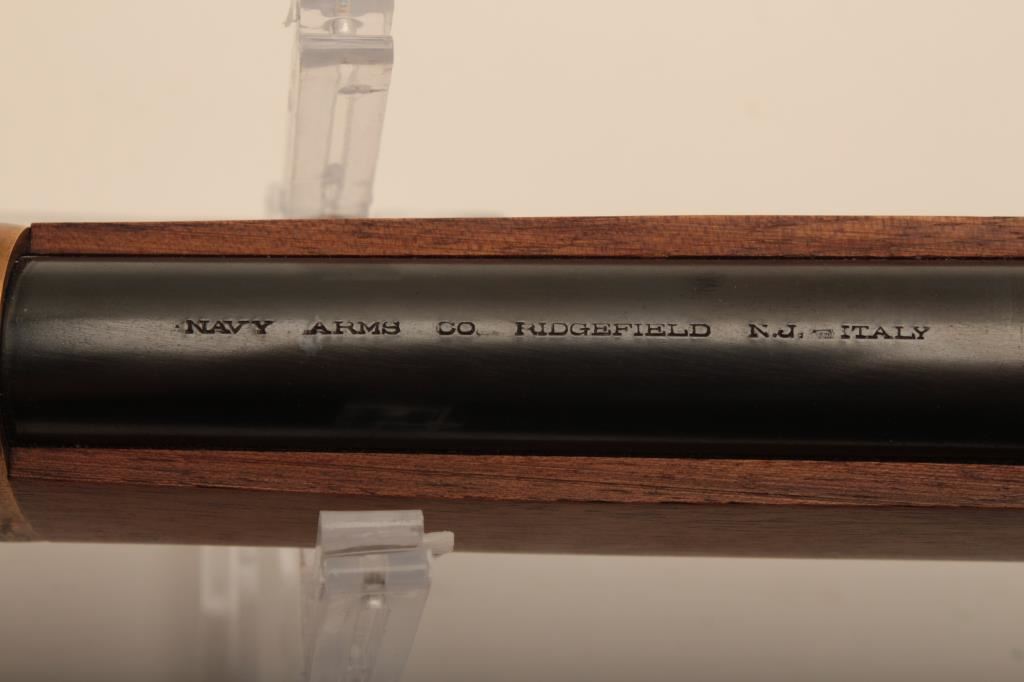 NAVY ARMS CO. RIDGEFIELD N.J. - ITALY